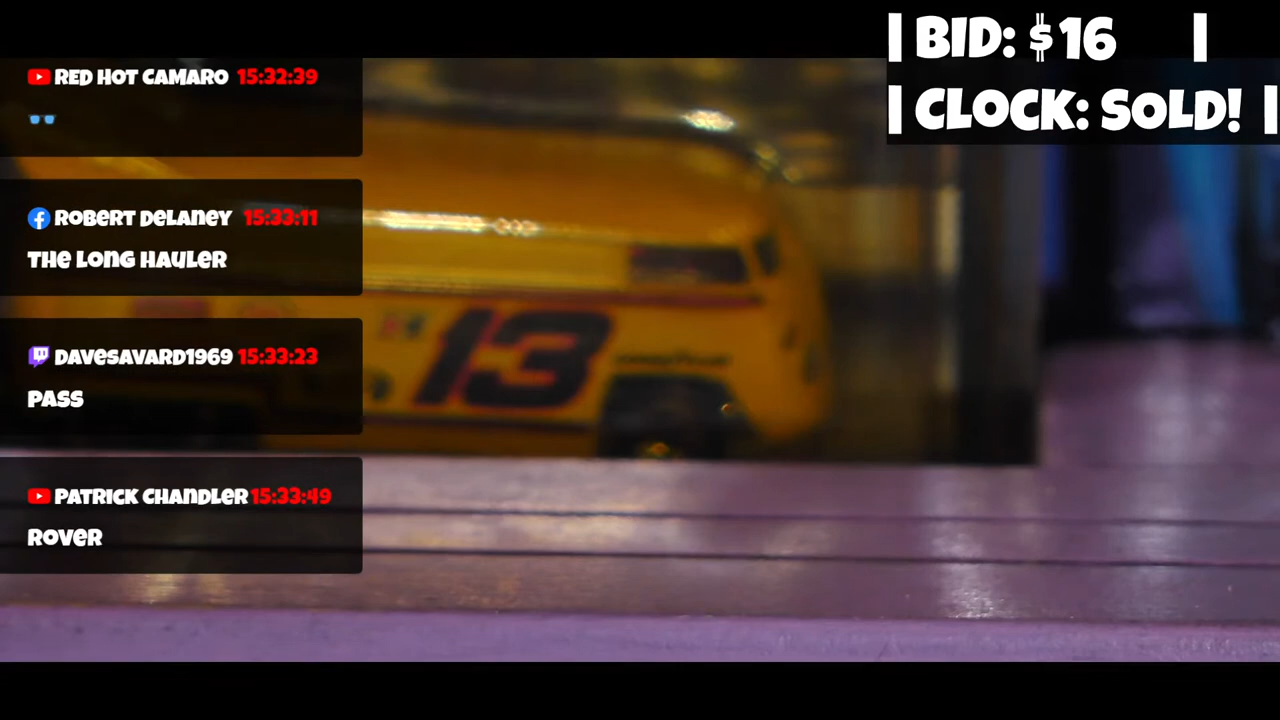 | BID: $16 |
| CLOCK: SOLD! |
RED HOT CAMARO 15:32:39
ROBERT DELANEY 15:33:11
THE LONG HAULER
DAVESAVARD1969 15:33:23
PASS
PATRICK CHANDLER 15:33:49
ROVER
13